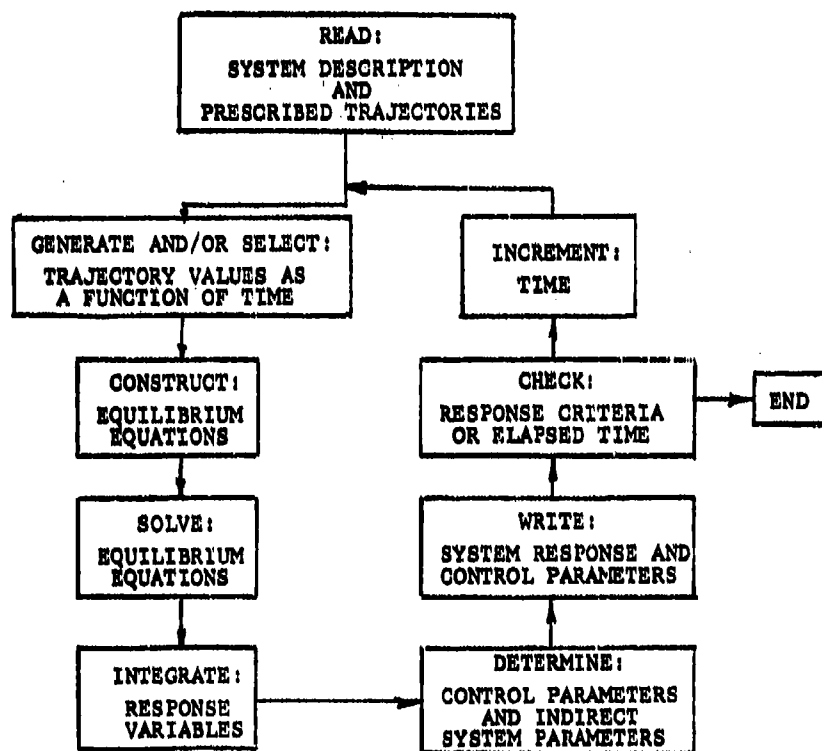 READ:
SYSTEM DESCRIPTION
AND
PRESCRIBED TRAJECTORIES
GENERATE AND/OR SELECT:
TRAJECTORY VALUES AS
A FUNCTION OF TIME
CONSTRUCT:
EQUILIBRIUM
EQUATIONS
SOLVE:
EQUILIBRIUM
EQUATIONS
INTEGRATE:
RESPONSE
VARIABLES
DETERMINE:
CONTROL PARAMETERS
AND INDIRECT
SYSTEM PARAMETERS
WRITE:
SYSTEM RESPONSE AND
CONTROL PARAMETERS
CHECK:
RESPONSE CRITERIA
OR ELAPSED TIME
END
INCREMENT:
TIME